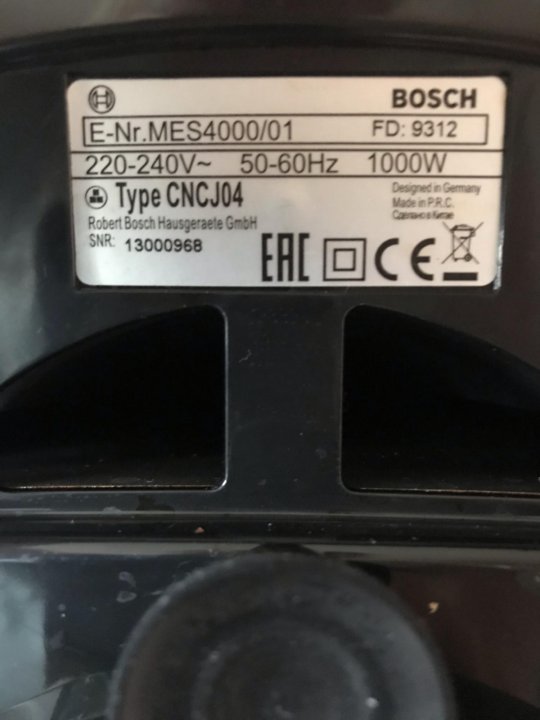 BOSCH
E-Nr.MES4000/01 FD: 9312
220-240V~ 50-60Hz 1000W
Type CNCJ04
Robert Bosch Hausgeraete GmbH
SNR: 13000968
Designed in Germany
Made in P.R.C.
Сделано в Китае
EAC CE